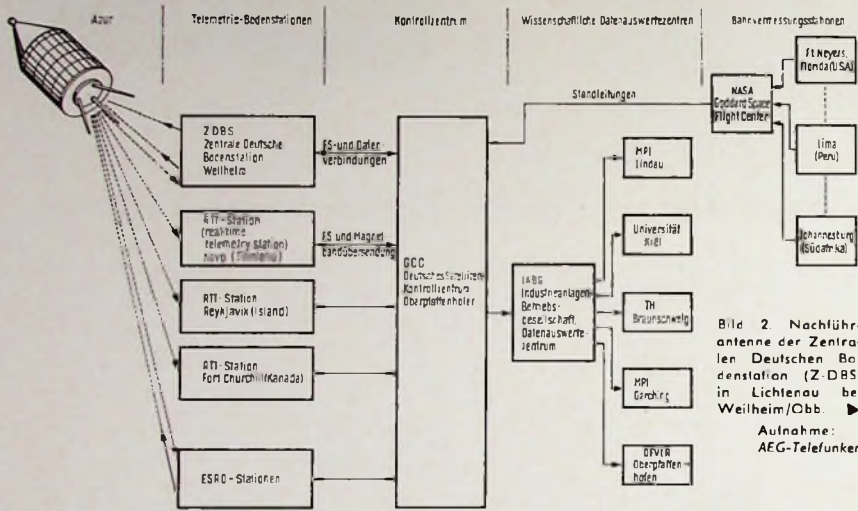 Azur
Telemetrie-Bodenstationen
Kontrollzentrum
Wissenschaftliche Datenauswertezentren
Bahnvermessungsstationen
Z-DBS
Zentrale Deutsche
Bodenstation
Weilheim
FS-und Daten-
verbindungen
RTT-Station
(real-time
telemetry station)
FS und Magnet
bandübersendung
RTT-Station
Reykjavik (Island)
RTT-Station
Fort Churchill (Kanada)
ESRO-Stationen
GCC
Deutsches Satelliten-
Kontrollzentrum
Oberpfaffenhofen
IABG
Industrieanlagen
Betriebs-
gesellschaft,
Datenauswerte-
zentrum
MPI
Lindau
Universität
Kiel
TH
Braunschweig
MPI
Garching
DFVLR
Oberpfaffen
hofen
Standleitungen
NASA
Goddard Space
Flight Center
Ft Meyers,
Florida (USA)
Lima
(Peru)
Johannesburg
(Südafrika)
Bild 2. Nachführ-
antenne der Zentra-
len Deutschen Bo-
denstation (Z-DBS)
in Lichtenau bei
Weilheim/Obb. ▶
Aufnahme:
AEG-Telefunken